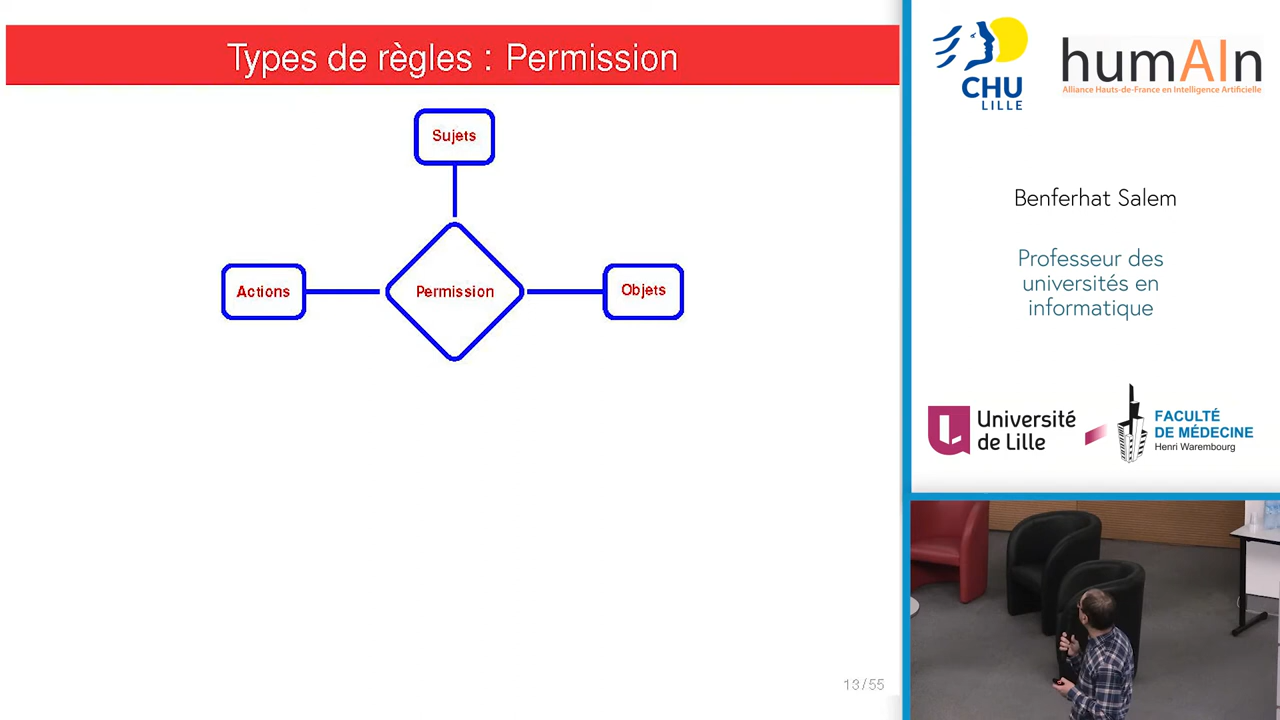 Types de règles : Permission
Sujets
Actions
Permission
Objets
13/55
CHU
LILLE
humAIn
Alliance Hauts-de-France en Intelligence Artificielle
Benferhat Salem
Professeur des
universités en
informatique
Université
de Lille
FACULTÉ
DE MÉDECINE
Henri Warembourg